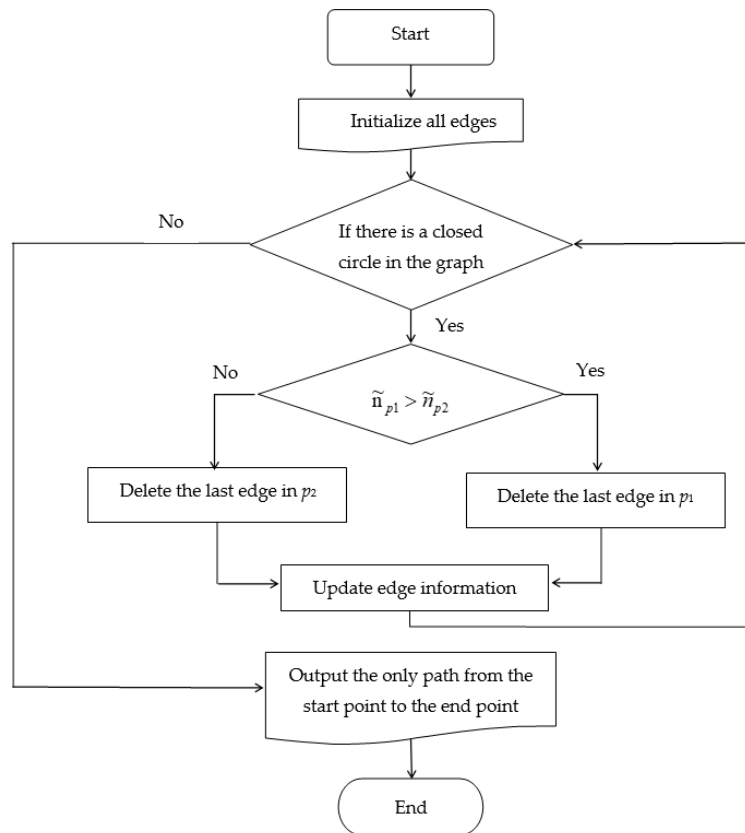 Start
Initialize all edges
No
If there is a closed
circle in the graph
Yes
No
Yes
ñ p1 > ñ p2
Delete the last edge in p2
Delete the last edge in p1
Update edge information
Output the only path from the
start point to the end point
End